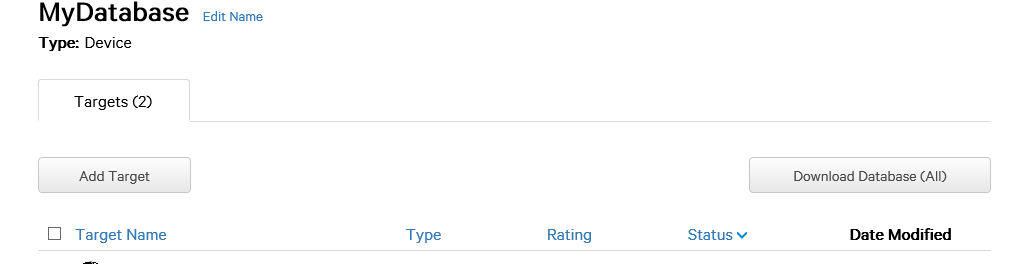 MyDatabase Edit Name
Type: Device
Targets (2)
Add Target Download Database (All)
Target Name Type Rating Status Date Modified